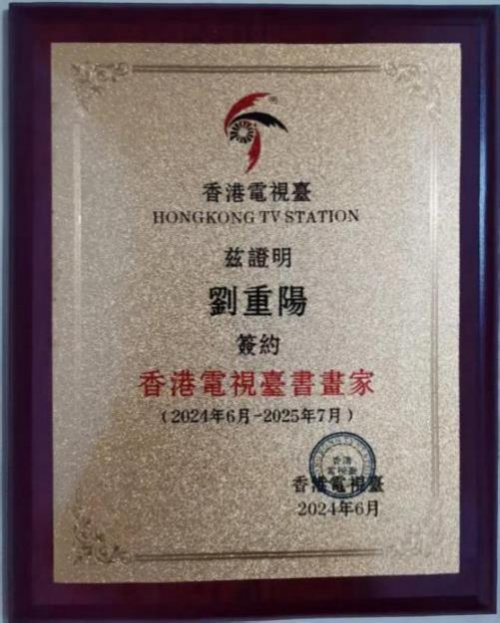 香港電視臺
HONGKONG TV STATION
兹證明
劉重陽
簽約
香港電視臺書畫家
（2024年6月-2025年7月）
香港電視臺
2024年6月